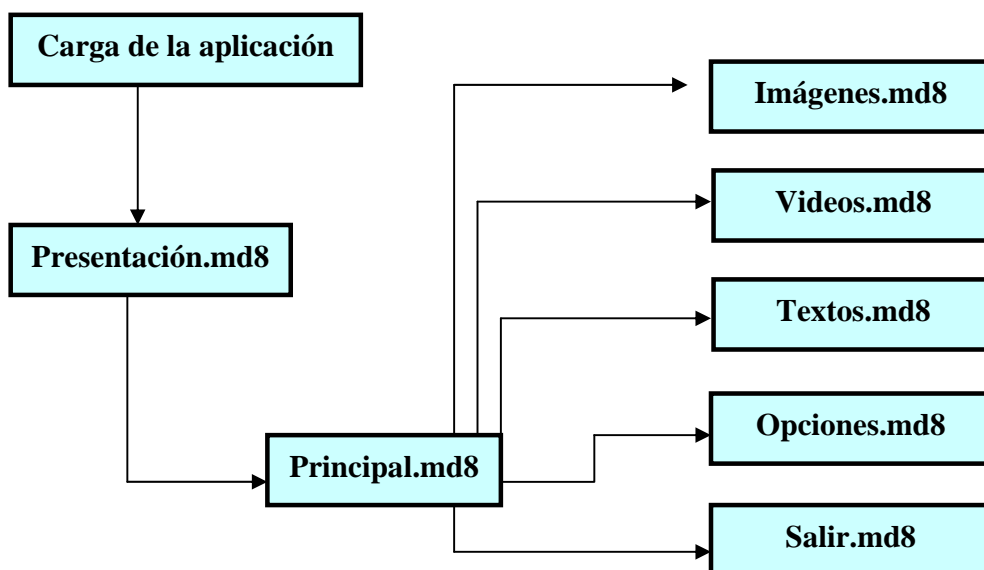 Carga de la aplicación
Imágenes.md8
Videos.md8
Presentación.md8
Textos.md8
Opciones.md8
Principal.md8
Salir.md8